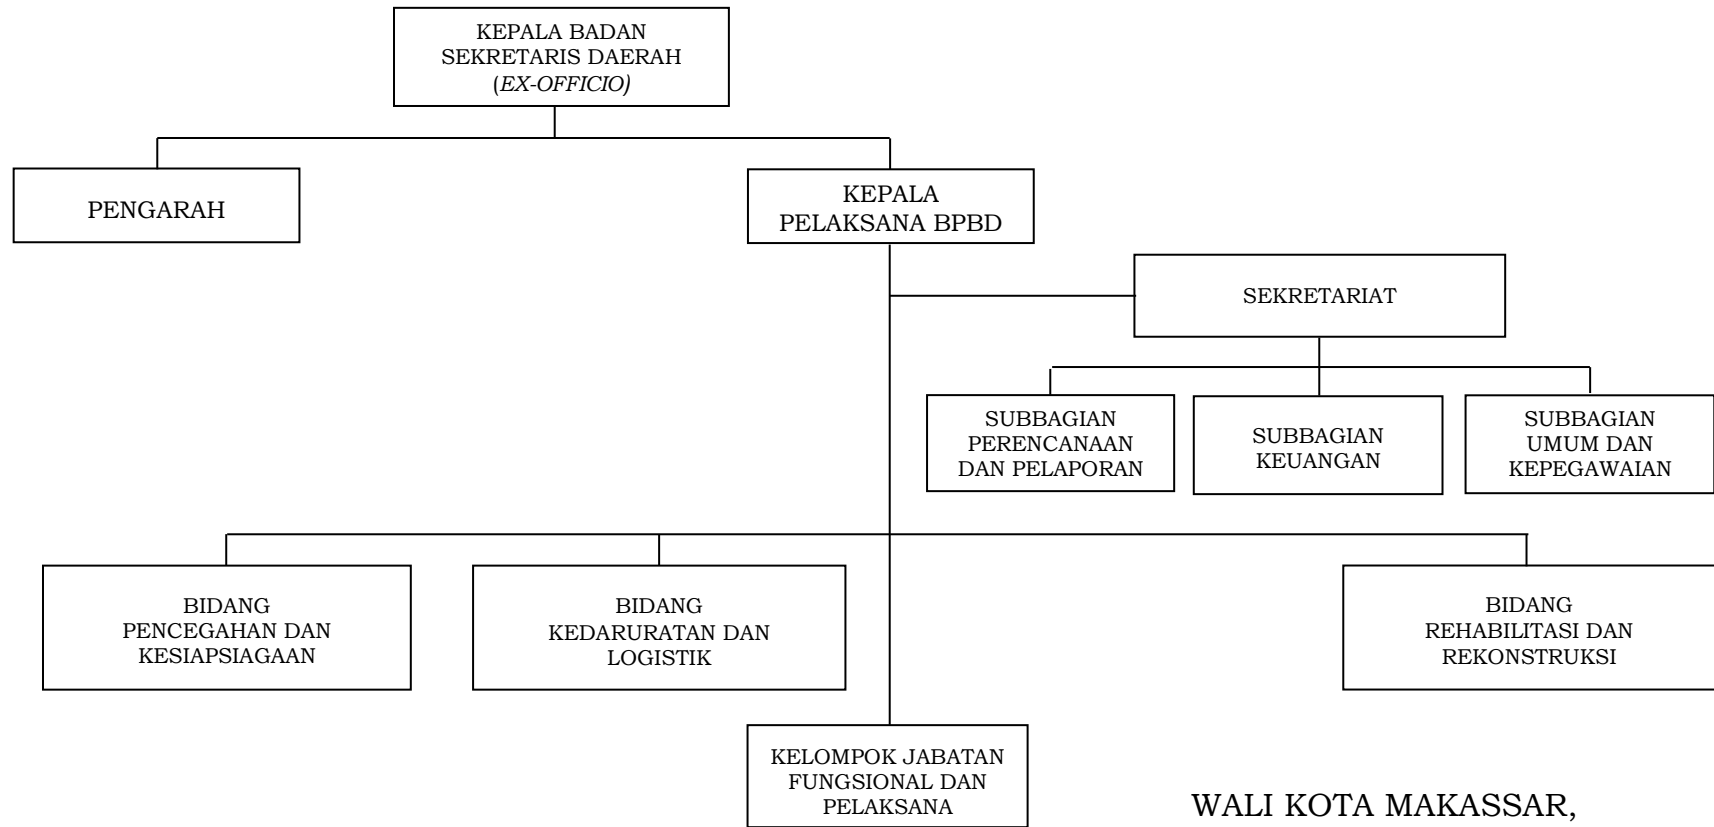 KEPALA BADAN
SEKRETARIS DAERAH
(EX-OFFICIO)
PENGARAH
KEPALA
PELAKSANA BPBD
SEKRETARIAT
SUBBAGIAN
PERENCANAAN
DAN PELAPORAN
SUBBAGIAN
KEUANGAN
SUBBAGIAN
UMUM DAN
KEPEGAWAIAN
BIDANG
PENCEGAHAN DAN
KESIAPSIAGAAN
BIDANG
KEDARURATAN DAN
LOGISTIK
BIDANG
REHABILITASI DAN
REKONSTRUKSI
KELOMPOK JABATAN
FUNGSIONAL DAN
PELAKSANA
WALI KOTA MAKASSAR,